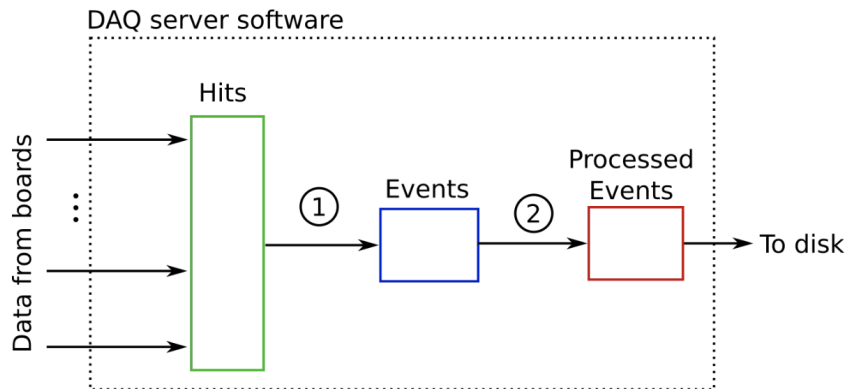 DAQ server software
Hits
Data from boards
...
1
Events
2
Processed
Events
To disk